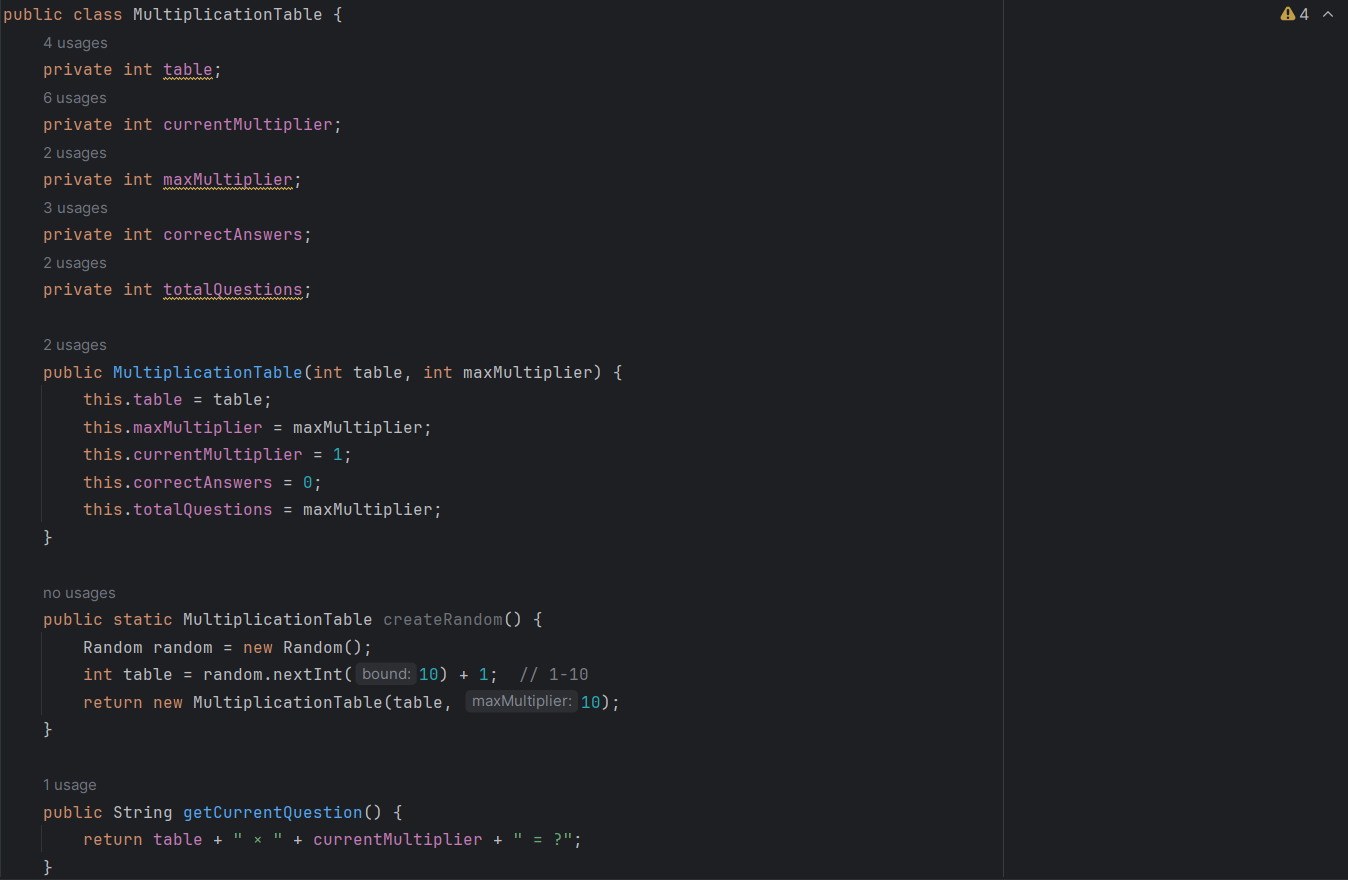 public class MultiplicationTable {
4
4 usages
private int table;
6 usages
private int currentMultiplier;
2 usages
private int maxMultiplier;
3 usages
private int correctAnswers;
2 usages
private int totalQuestions;
2 usages
public MultiplicationTable(int table, int maxMultiplier) {
this.table = table;
this.maxMultiplier = maxMultiplier;
this.currentMultiplier = 1;
this.correctAnswers = 0;
this.totalQuestions = maxMultiplier;
}
no usages
public static MultiplicationTable createRandom() {
Random random = new Random();
int table = random.nextInt( bound: 10) + 1;  // 1-10
return new MultiplicationTable(table, maxMultiplier: 10);
}
1 usage
public String getCurrentQuestion() {
return table + " × " + currentMultiplier + " = ?";
}